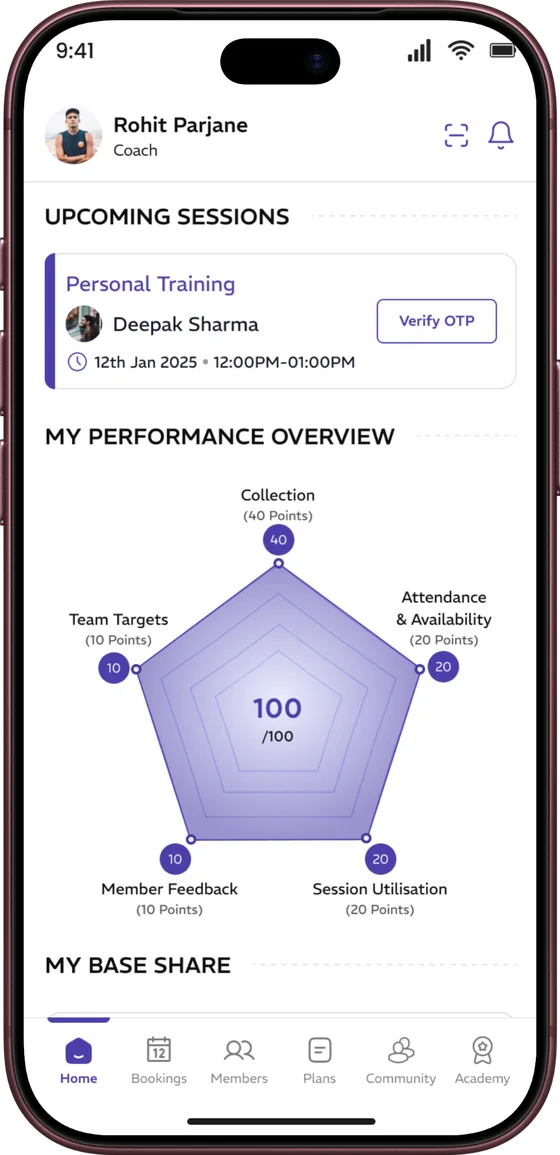 9:41
Rohit Parjane
Coach
UPCOMING SESSIONS
Personal Training
Deepak Sharma
Verify OTP
12th Jan 2025 • 12:00PM-01:00PM
MY PERFORMANCE OVERVIEW
Collection
(40 Points)
40
Attendance
& Availability
(20 Points)
20
Team Targets
(10 Points)
10
100
/100
10
Member Feedback
(10 Points)
20
Session Utilisation
(20 Points)
MY BASE SHARE
12
Home
Bookings
Members
Plans
Community
Academy